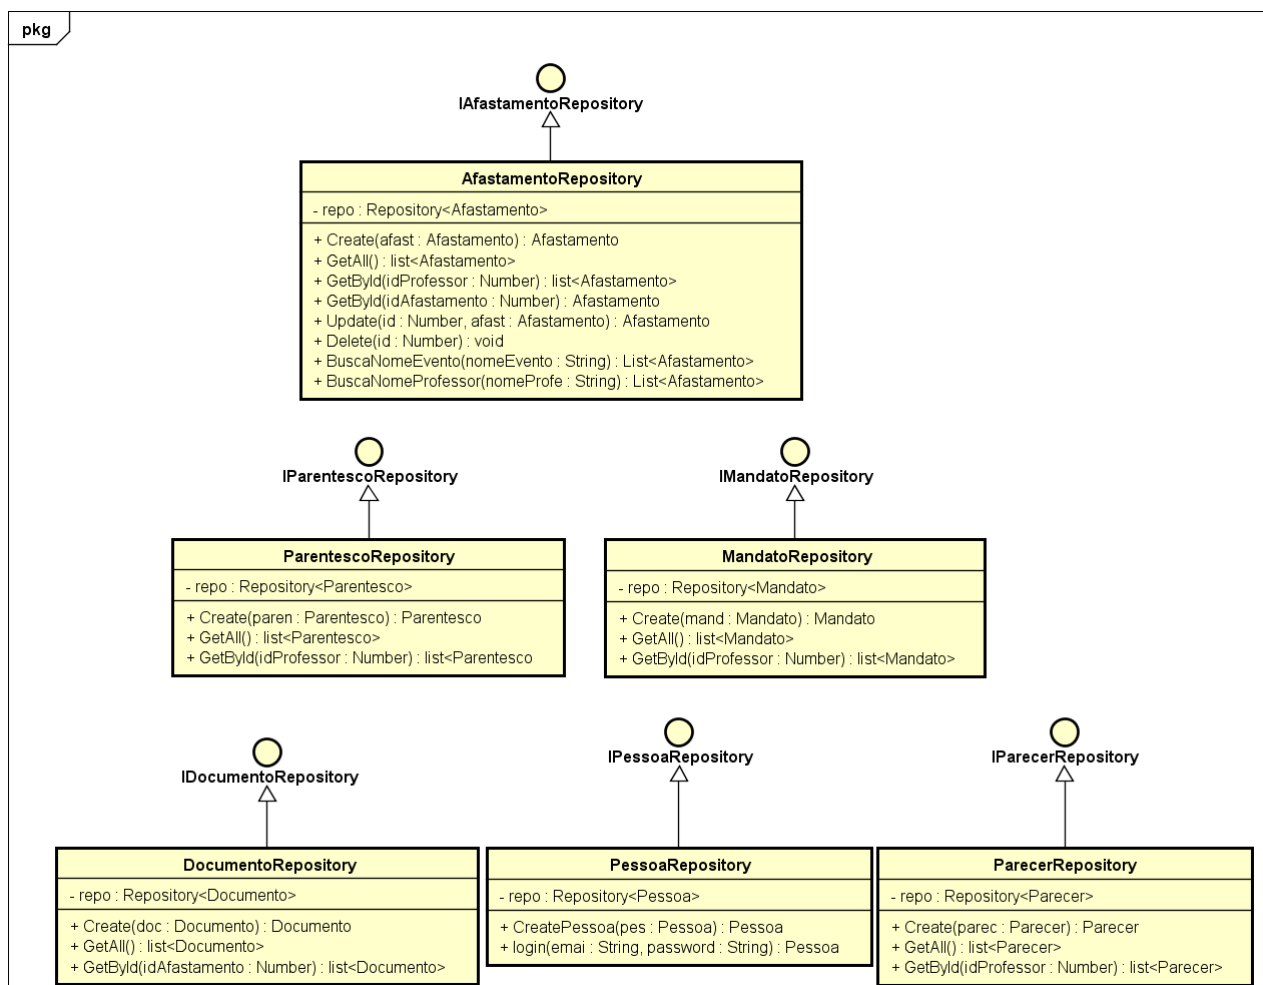 pkg
IAfastamentoRepository
AfastamentoRepository
- repo : Repository<Afastamento>
+ Create(afast : Afastamento) : Afastamento
+ GetAll() : list<Afastamento>
+ GetById(idProfessor : Number) : list<Afastamento>
+ GetById(idAfastamento : Number) : Afastamento
+ Update(id : Number, afast : Afastamento) : Afastamento
+ Delete(id : Number) : void
+ BuscaNomeEvento(nomeEvento : String) : List<Afastamento>
+ BuscaNomeProfessor(nomeProfe : String) : List<Afastamento>
IParentescoRepository
ParentescoRepository
- repo : Repository<Parentesco>
+ Create(paren : Parentesco) : Parentesco
+ GetAll() : list<Parentesco>
+ GetById(idProfessor : Number) : list<Parentesco
IMandatoRepository
MandatoRepository
- repo : Repository<Mandato>
+ Create(mand : Mandato) : Mandato
+ GetAll() : list<Mandato>
+ GetById(idProfessor : Number) : list<Mandato>
IDocumentoRepository
DocumentoRepository
- repo : Repository<Documento>
+ Create(doc : Documento) : Documento
+ GetAll() : list<Documento>
+ GetById(idAfastamento : Number) : list<Documento>
IPessoaRepository
PessoaRepository
- repo : Repository<Pessoa>
+ CreatePessoa(pes : Pessoa) : Pessoa
+ login(emai : String, password : String) : Pessoa
IParecerRepository
ParecerRepository
- repo : Repository<Parecer>
+ Create(parec : Parecer) : Parecer
+ GetAll() : list<Parecer>
+ GetById(idProfessor : Number) : list<Parecer>